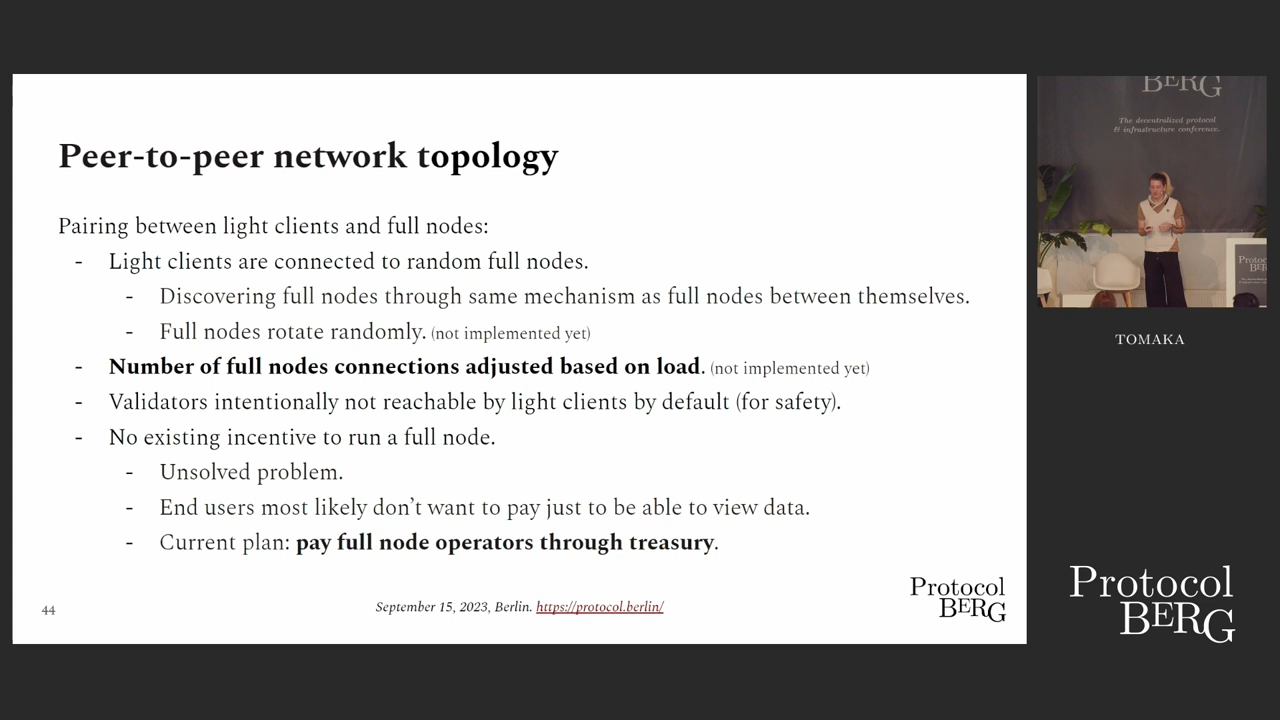 Peer-to-peer network topology
Pairing between light clients and full nodes:
- Light clients are connected to random full nodes.
- Discovering full nodes through same mechanism as full nodes between themselves.
- Full nodes rotate randomly. (not implemented yet)
- Number of full nodes connections adjusted based on load. (not implemented yet)
- Validators intentionally not reachable by light clients by default (for safety).
- No existing incentive to run a full node.
- Unsolved problem.
- End users most likely don't want to pay just to be able to view data.
- Current plan: pay full node operators through treasury.
44
September 15, 2023, Berlin. https://protocol.berlin/
Protocol
BERG
BERG
The decentralized protocol
& infrastructure conference.
TOMAKA
Protocol
BERG